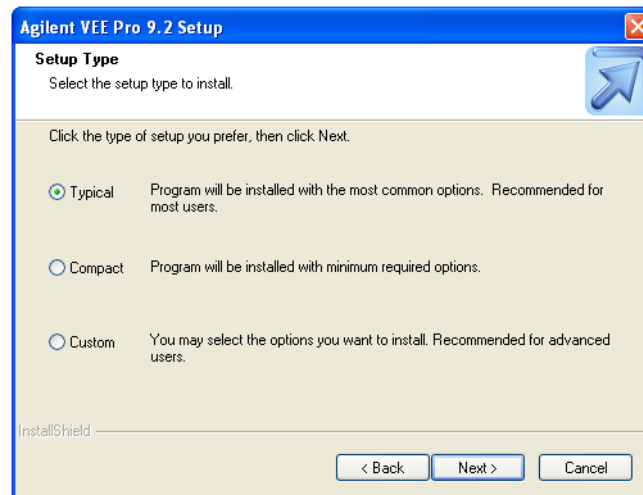 Agilent VEE Pro 9.2 Setup
Setup Type
Select the setup type to install.
Click the type of setup you prefer, then click Next.
Typical Program will be installed with the most common options. Recommended for
most users.
Compact Program will be installed with minimum required options.
Custom You may select the options you want to install. Recommended for advanced
users.
InstallShield
< Back Next > Cancel